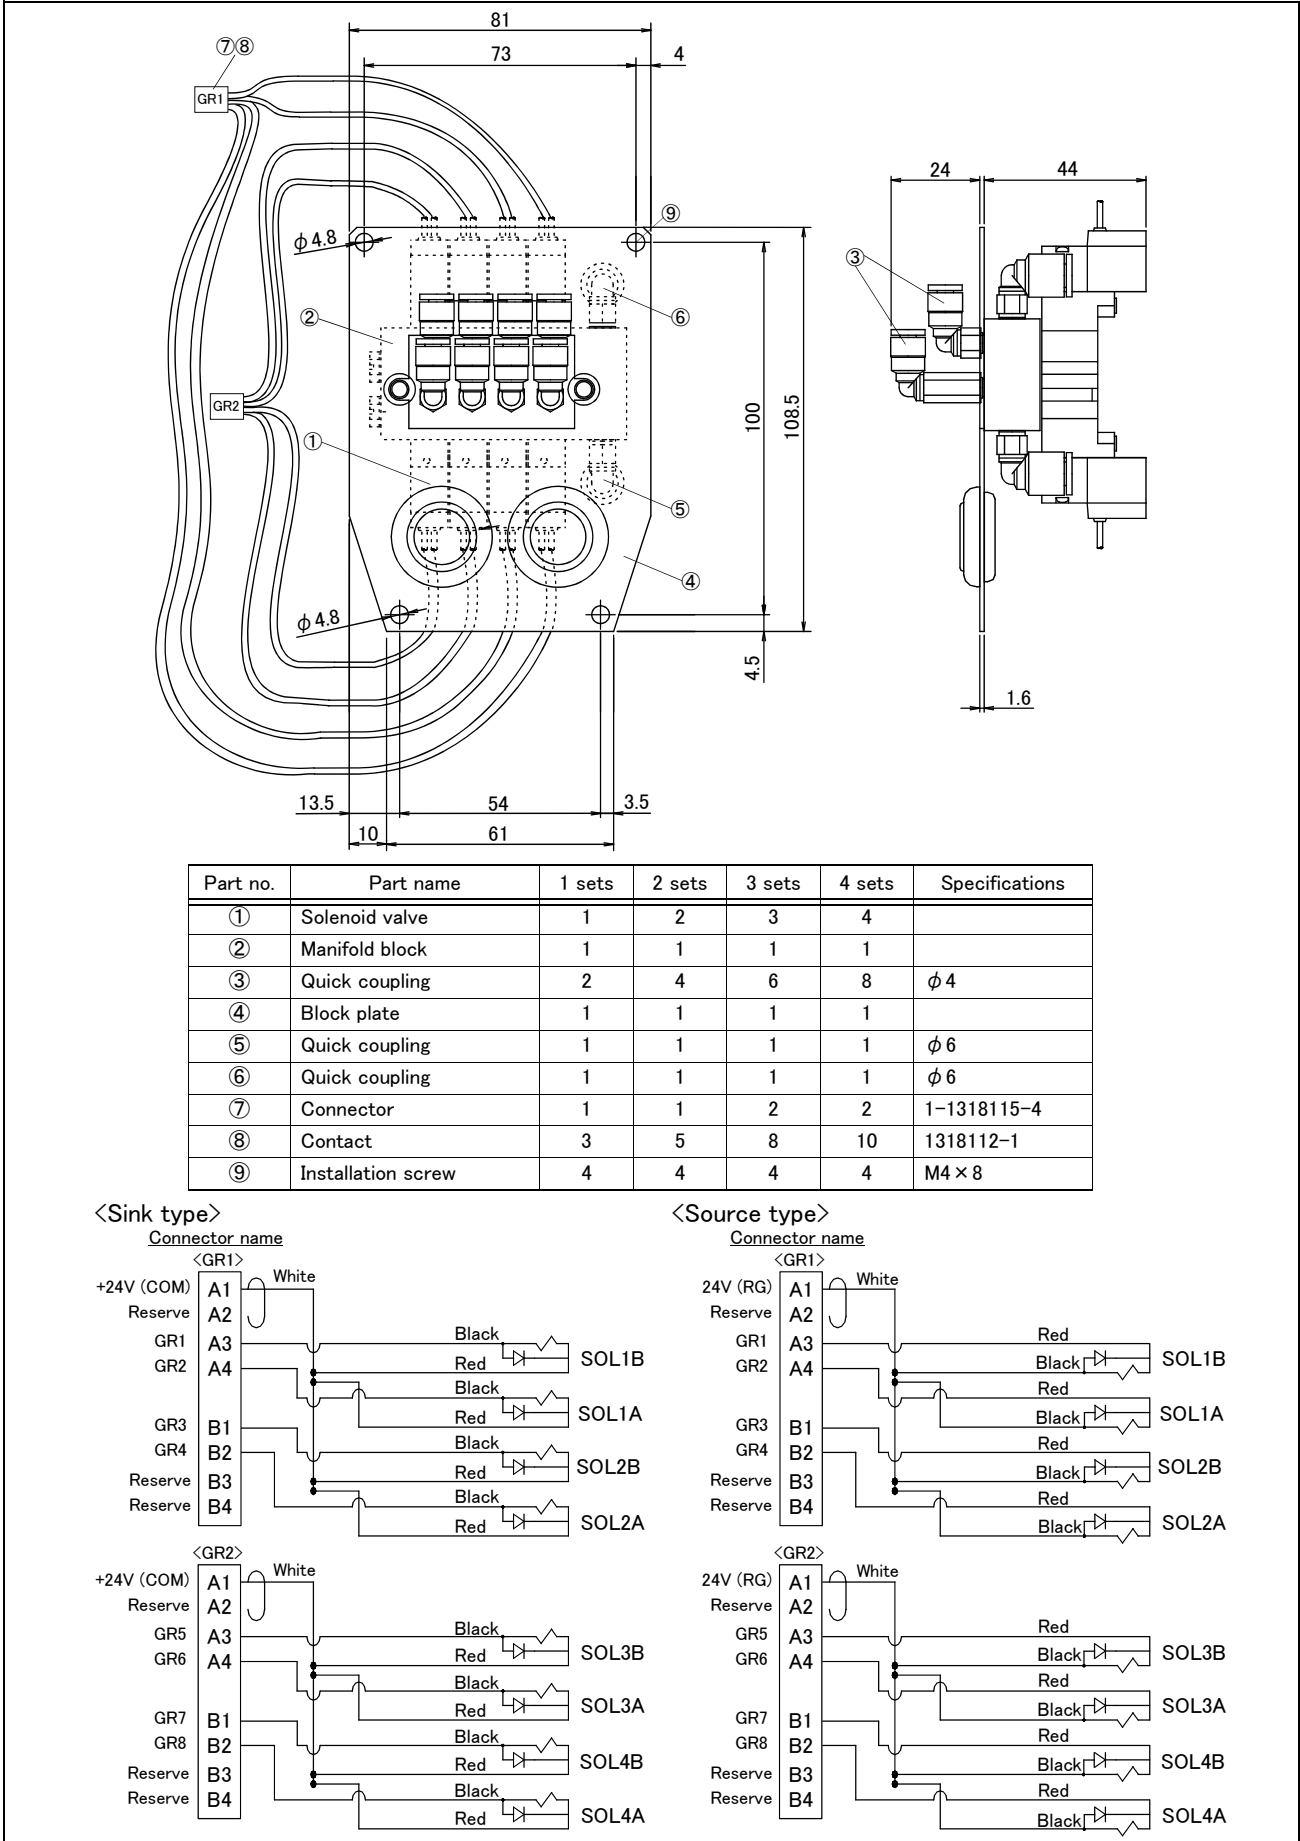 81
73 4
⑦⑧
GR1
24 44
⑨
φ4.8
③
⑥
②
GR2
100
108.5
①
⑤
④
φ4.8
4.5
1.6
13.5 54 3.5
10 61
Part no. Part name 1 sets 2 sets 3 sets 4 sets Specifications
① Solenoid valve 1 2 3 4
② Manifold block 1 1 1 1
③ Quick coupling 2 4 6 8 φ4
④ Block plate 1 1 1 1
⑤ Quick coupling 1 1 1 1 φ6
⑥ Quick coupling 1 1 1 1 φ6
⑦ Connector 1 1 2 2 1-1318115-4
⑧ Contact 3 5 8 10 1318112-1
⑨ Installation screw 4 4 4 4 M4×8
<Sink type>
Connector name
<GR1>
+24V (COM) A1 White
Reserve A2
GR1 A3 Black
Red SOL1B
GR2 A4
Black
Red SOL1A
GR3 B1
Black
GR4 B2
Red SOL2B
Reserve B3
Black
Reserve B4
Red SOL2A
<GR2>
+24V (COM) A1 White
Reserve A2
GR5 A3 Black
Red SOL3B
GR6 A4
Black
Red SOL3A
GR7 B1
Black
GR8 B2
Red SOL4B
Reserve B3
Black
Reserve B4
Red SOL4A
<Source type>
Connector name
<GR1>
24V (RG) A1 White
Reserve A2
GR1 A3 Red
Black SOL1B
GR2 A4
Red
Black SOL1A
GR3 B1
Red
GR4 B2
Black SOL2B
Reserve B3
Red
Reserve B4
Black SOL2A
<GR2>
24V (RG) A1 White
Reserve A2
GR5 A3 Red
Black SOL3B
GR6 A4
Red
Black SOL3A
GR7 B1
Red
GR8 B2
Black SOL4B
Reserve B3
Red
Reserve B4
Black SOL4A